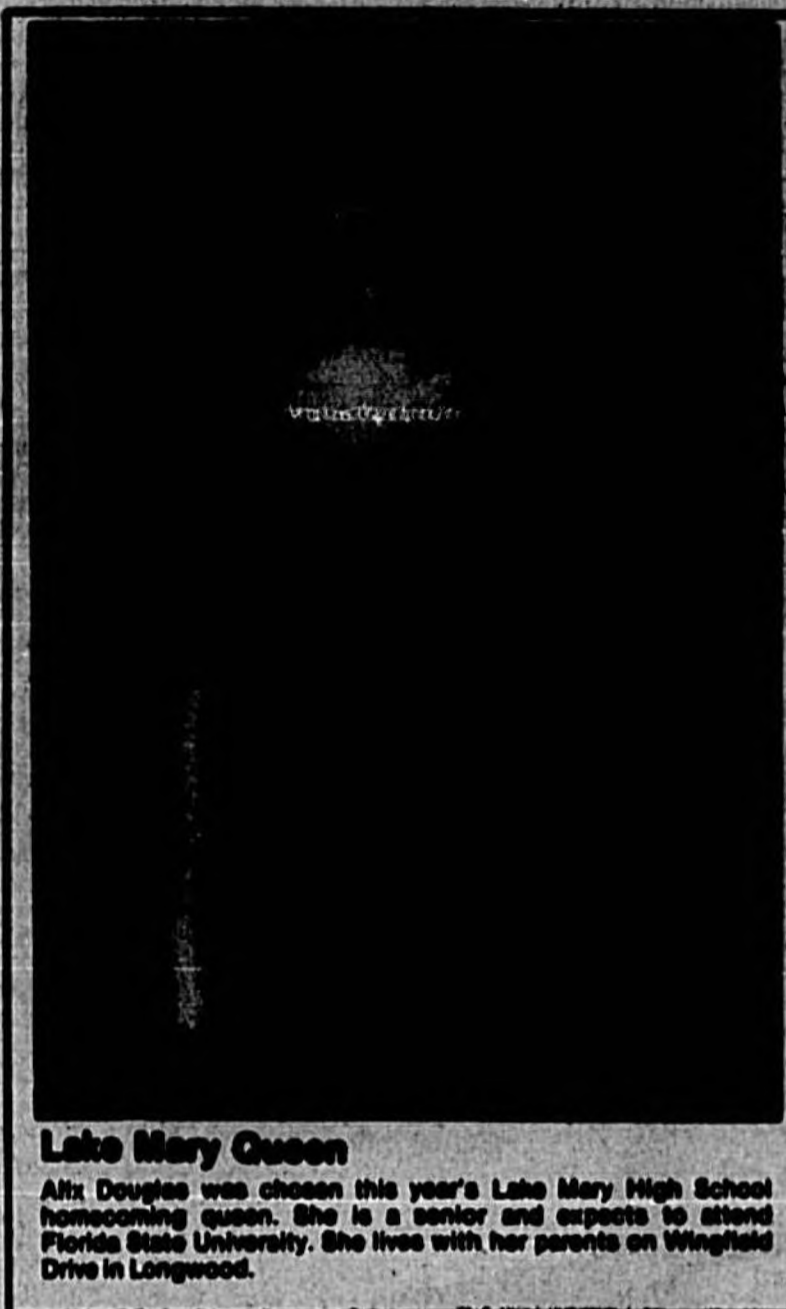 Lake Mary Queen
Alix Douglas was chosen this year's Lake Mary High School
homecoming queen. She is a senior and expects to attend
Florida State University. She lives with her parents on Wingfield
Drive in Longwood.